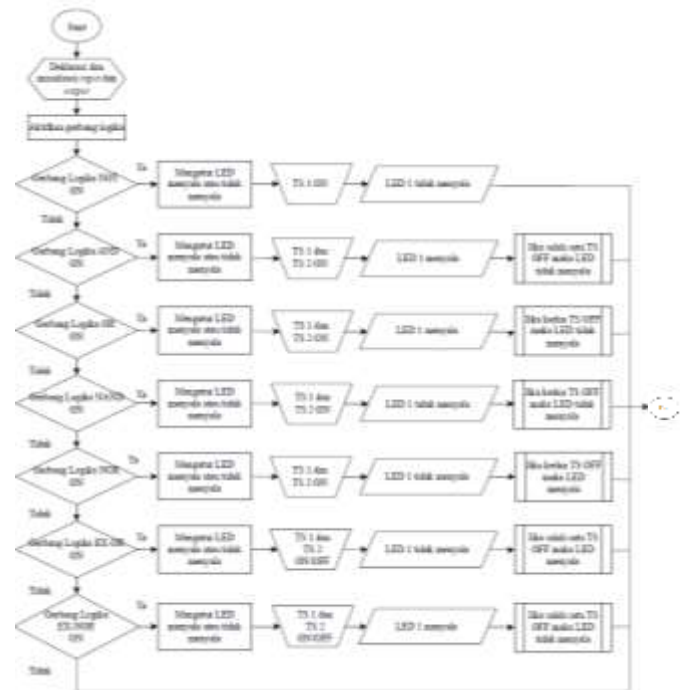 Start
Deklarasi dan
inisialisasi input dan
output
Aktifkan gerbang logika
Gerbang Logika NOT
ON
Ya
Mengatur LED
menyala atau tidak
menyala
TS 1 ON
LED 1 tidak menyala
Tidak
Gerbang Logika AND
ON
Mengatur LED
menyala atau tidak
menyala
TS 1 dan
TS 2 ON
LED 1 menyala
Jika salah satu TS
OFF maka LED
tidak menyala
Tidak
Gerbang Logika OR
ON
Mengatur LED
menyala atau tidak
menyala
TS 1 dan
TS 2 ON
LED 1 menyala
Jika kedua TS OFF
maka LED tidak
menyala
Tidak
Gerbang Logika NAND
ON
Ya
Mengatur LED
menyala atau tidak
menyala
TS 1 dan
TS 2 ON
LED 1 tidak menyala
Jika kedua TS OFF
maka LED tidak
menyala
Tidak
Gerbang Logika NOR
ON
Ya
Mengatur LED
menyala atau tidak
menyala
TS 1 dan
TS 2 ON
LED 1 tidak menyala
Jika kedua TS OFF
maka LED
menyala
Tidak
Gerbang Logika EX-OR
ON
Ya
Mengatur LED
menyala atau tidak
menyala
TS 1 dan
TS 2
ON/OFF
LED 1 tidak menyala
Jika salah satu TS
OFF maka LED
menyala
Tidak
Gerbang Logika
EX-NOR
ON
Ya
Mengatur LED
menyala atau tidak
menyala
TS 1 dan
TS 2
ON/OFF
LED 1 menyala
Jika salah satu TS
OFF maka LED
tidak menyala
Tidak